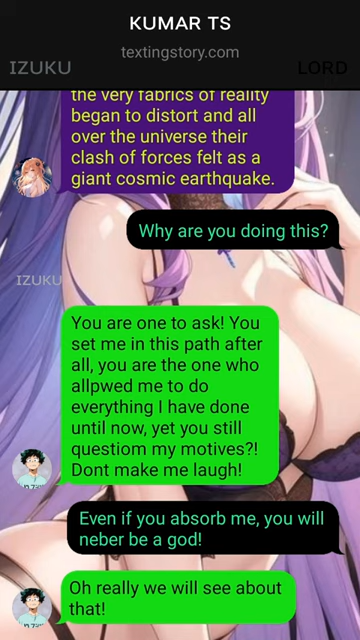 KUMAR TS
textingstory.com
IZUKU
LORD
the very fabrics of reality
began to distort and all
over the universe their
clash of forces felt as a
giant cosmic earthquake.
Why are you doing this?
IZUKU
You are one to ask! You
set me in this path after
all, you are the one who
allpwed me to do
everything I have done
until now, yet you still
questiom my motives?!
Dont make me laugh!
Even if you absorb me, you will
neber be a god!
Oh really we will see about
that!